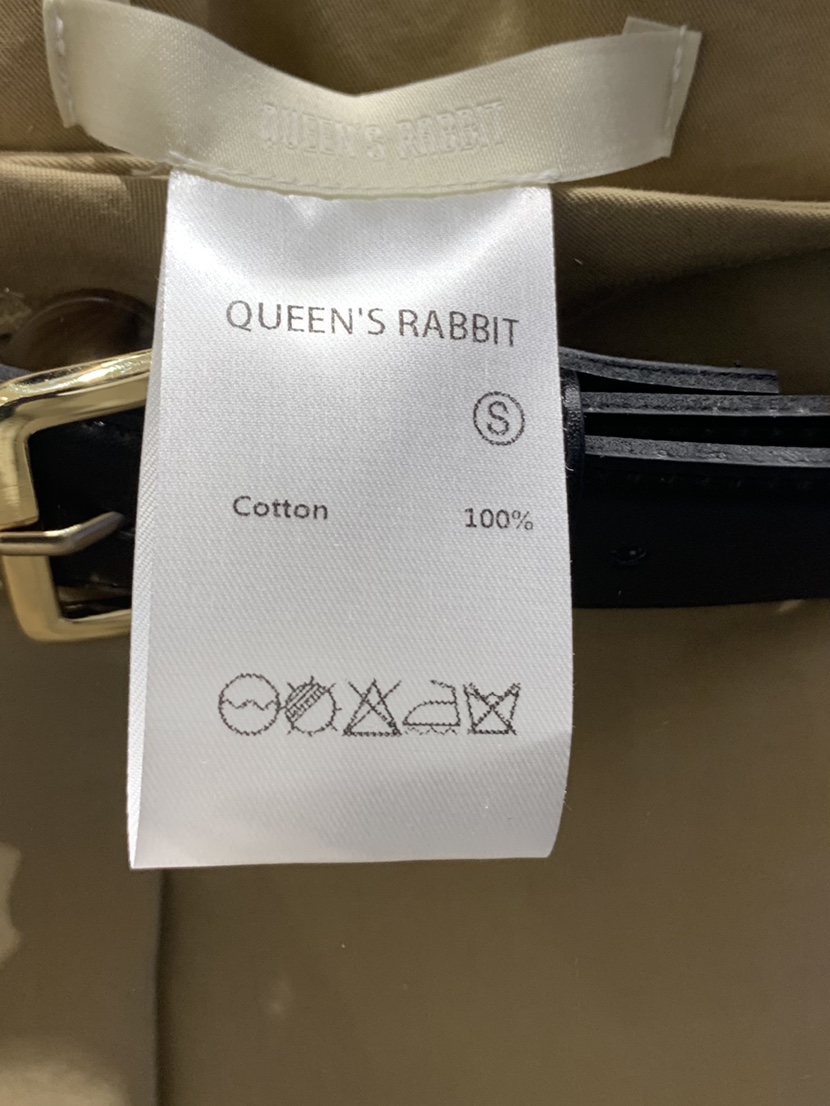 QUEEN'S RABBIT
QUEEN'S RABBIT
S
Cotton 100%